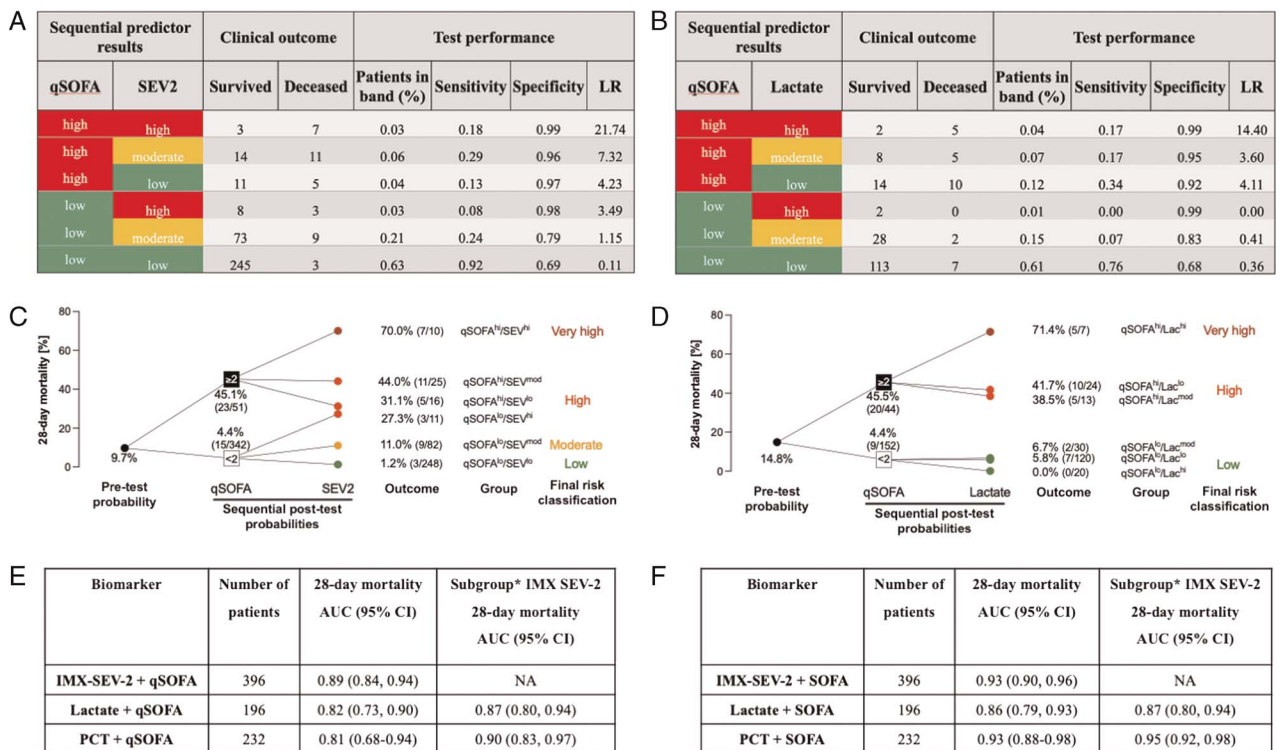 A
Sequential predictor results Clinical outcome Test performance
qSOFA SEV2 Survived Deceased Patients in band (%) Sensitivity Specificity LR
high high 3 7 0.03 0.18 0.99 21.74
high moderate 14 11 0.06 0.29 0.96 7.32
high low 11 5 0.04 0.13 0.97 4.23
low high 8 3 0.03 0.08 0.98 3.49
low moderate 73 9 0.21 0.24 0.79 1.15
low low 245 3 0.63 0.92 0.69 0.11
B
Sequential predictor results Clinical outcome Test performance
qSOFA Lactate Survived Deceased Patients in band (%) Sensitivity Specificity LR
high high 2 5 0.04 0.17 0.99 14.40
high moderate 8 5 0.07 0.17 0.95 3.60
high low 14 10 0.12 0.34 0.92 4.11
low high 2 0 0.01 0.00 0.99 0.00
low moderate 28 2 0.15 0.07 0.83 0.41
low low 113 7 0.61 0.76 0.68 0.36
C
28-day mortality [%]
80
60
40
20
0
9.7%
≥2
45.1%
(23/51)
4.4%
(15/342)
<2
70.0% (7/10) qSOFAhi/SEVhi Very high
44.0% (11/25) qSOFAhi/SEVmod
31.1% (5/16) qSOFAhi/SEVlo High
27.3% (3/11) qSOFAlo/SEVhi
11.0% (9/82) qSOFAlo/SEVmod Moderate
1.2% (3/248) qSOFAlo/SEVlo Low
Pre-test probability
qSOFA SEV2
Sequential post-test probabilities
Outcome Group Final risk classification
D
28-day mortality [%]
80
60
40
20
0
14.8%
≥2
45.5%
(20/44)
4.4%
(9/152)
<2
71.4% (5/7) qSOFAhi/Lachi Very high
41.7% (10/24) qSOFAhi/Laclo High
38.5% (5/13) qSOFAhi/Lacmod
6.7% (2/30) qSOFAlo/Lacmod
5.8% (7/120) qSOFAlo/Laclo Low
0.0% (0/20) qSOFAlo/Lachi
Pre-test probability
qSOFA Lactate
Sequential post-test probabilities
Outcome Group Final risk classification
E
Biomarker Number of patients 28-day mortality AUC (95% CI) Subgroup* IMX SEV-2 28-day mortality AUC (95% CI)
IMX-SEV-2 + qSOFA 396 0.89 (0.84, 0.94) NA
Lactate + qSOFA 196 0.82 (0.73, 0.90) 0.87 (0.80, 0.94)
PCT + qSOFA 232 0.81 (0.68-0.94) 0.90 (0.83, 0.97)
F
Biomarker Number of patients 28-day mortality AUC (95% CI) Subgroup* IMX SEV-2 28-day mortality AUC (95% CI)
IMX-SEV-2 + SOFA 396 0.93 (0.90, 0.96) NA
Lactate + SOFA 196 0.86 (0.79, 0.93) 0.87 (0.80, 0.94)
PCT + SOFA 232 0.93 (0.88-0.98) 0.95 (0.92, 0.98)